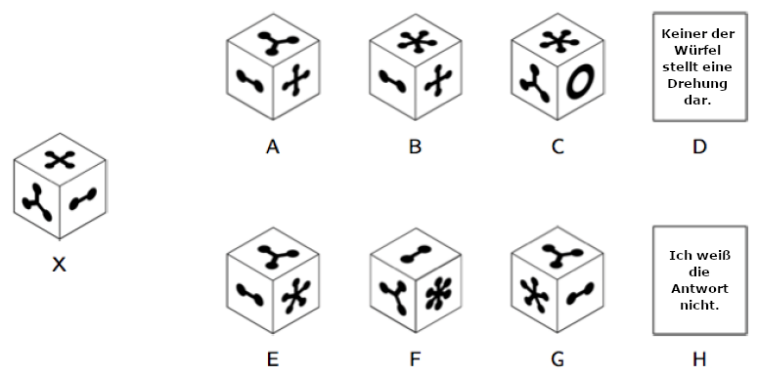 Keiner der
Würfel
stellt eine
Drehung
dar.
A
B
C
D
X
Ich weiß
die
Antwort
nicht.
E
F
G
H